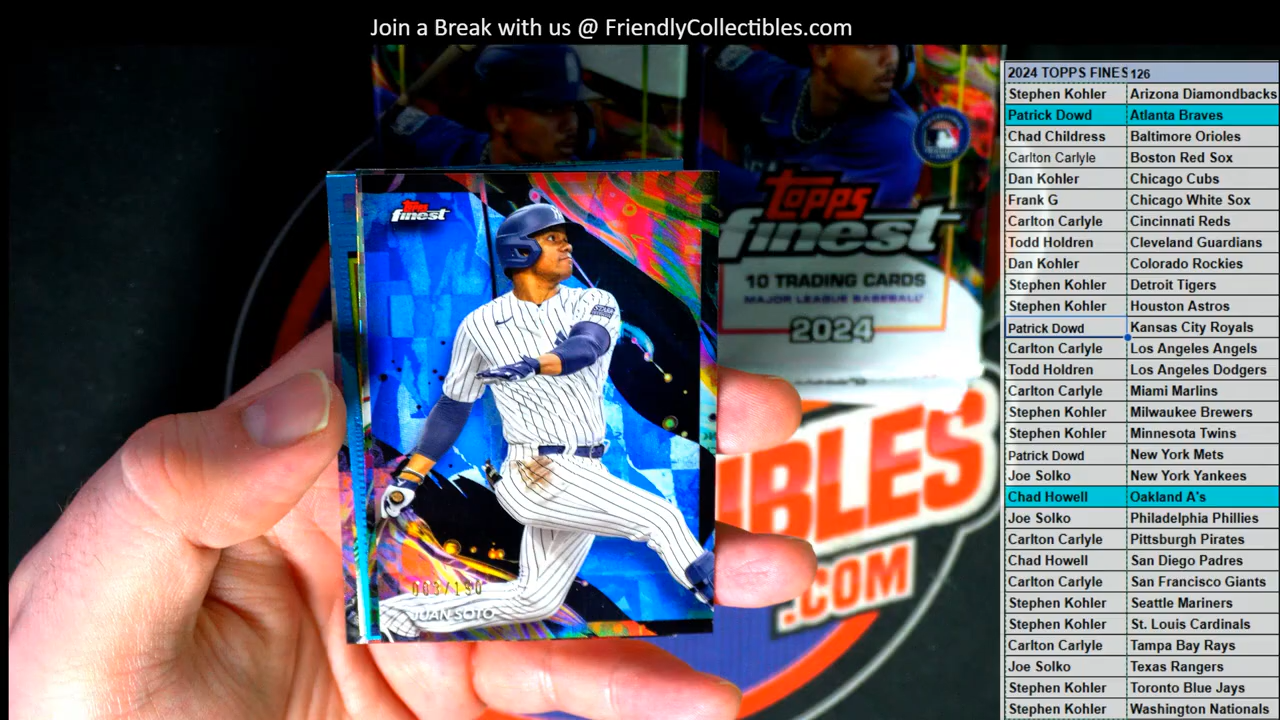 Join a Break with us @ FriendlyCollectibles.com
Topps
finest
JUAN SOTO
Topps
finest
10 TRADING CARDS
MAJOR LEAGUE BASEBALL
2024
IBLES
.COM
2024 TOPPS FINES 126
Stephen Kohler Arizona Diamondbacks
Patrick Dowd Atlanta Braves
Chad Childress Baltimore Orioles
Carlton Carlyle Boston Red Sox
Dan Kohler Chicago Cubs
Frank G Chicago White Sox
Carlton Carlyle Cincinnati Reds
Todd Holdren Cleveland Guardians
Dan Kohler Colorado Rockies
Stephen Kohler Detroit Tigers
Stephen Kohler Houston Astros
Patrick Dowd Kansas City Royals
Carlton Carlyle Los Angeles Angels
Todd Holdren Los Angeles Dodgers
Carlton Carlyle Miami Marlins
Stephen Kohler Milwaukee Brewers
Stephen Kohler Minnesota Twins
Patrick Dowd New York Mets
Joe Solko New York Yankees
Chad Howell Oakland A's
Joe Solko Philadelphia Phillies
Carlton Carlyle Pittsburgh Pirates
Chad Howell San Diego Padres
Carlton Carlyle San Francisco Giants
Stephen Kohler Seattle Mariners
Stephen Kohler St. Louis Cardinals
Carlton Carlyle Tampa Bay Rays
Joe Solko Texas Rangers
Stephen Kohler Toronto Blue Jays
Stephen Kohler Washington Nationals